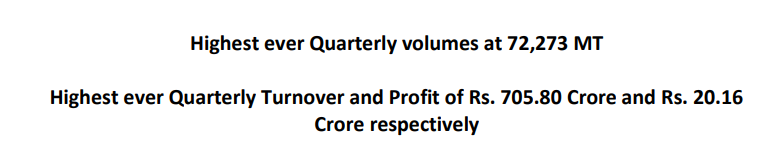 Highest ever Quarterly volumes at 72,273 MT
Highest ever Quarterly Turnover and Profit of Rs. 705.80 Crore and Rs. 20.16
Crore respectively